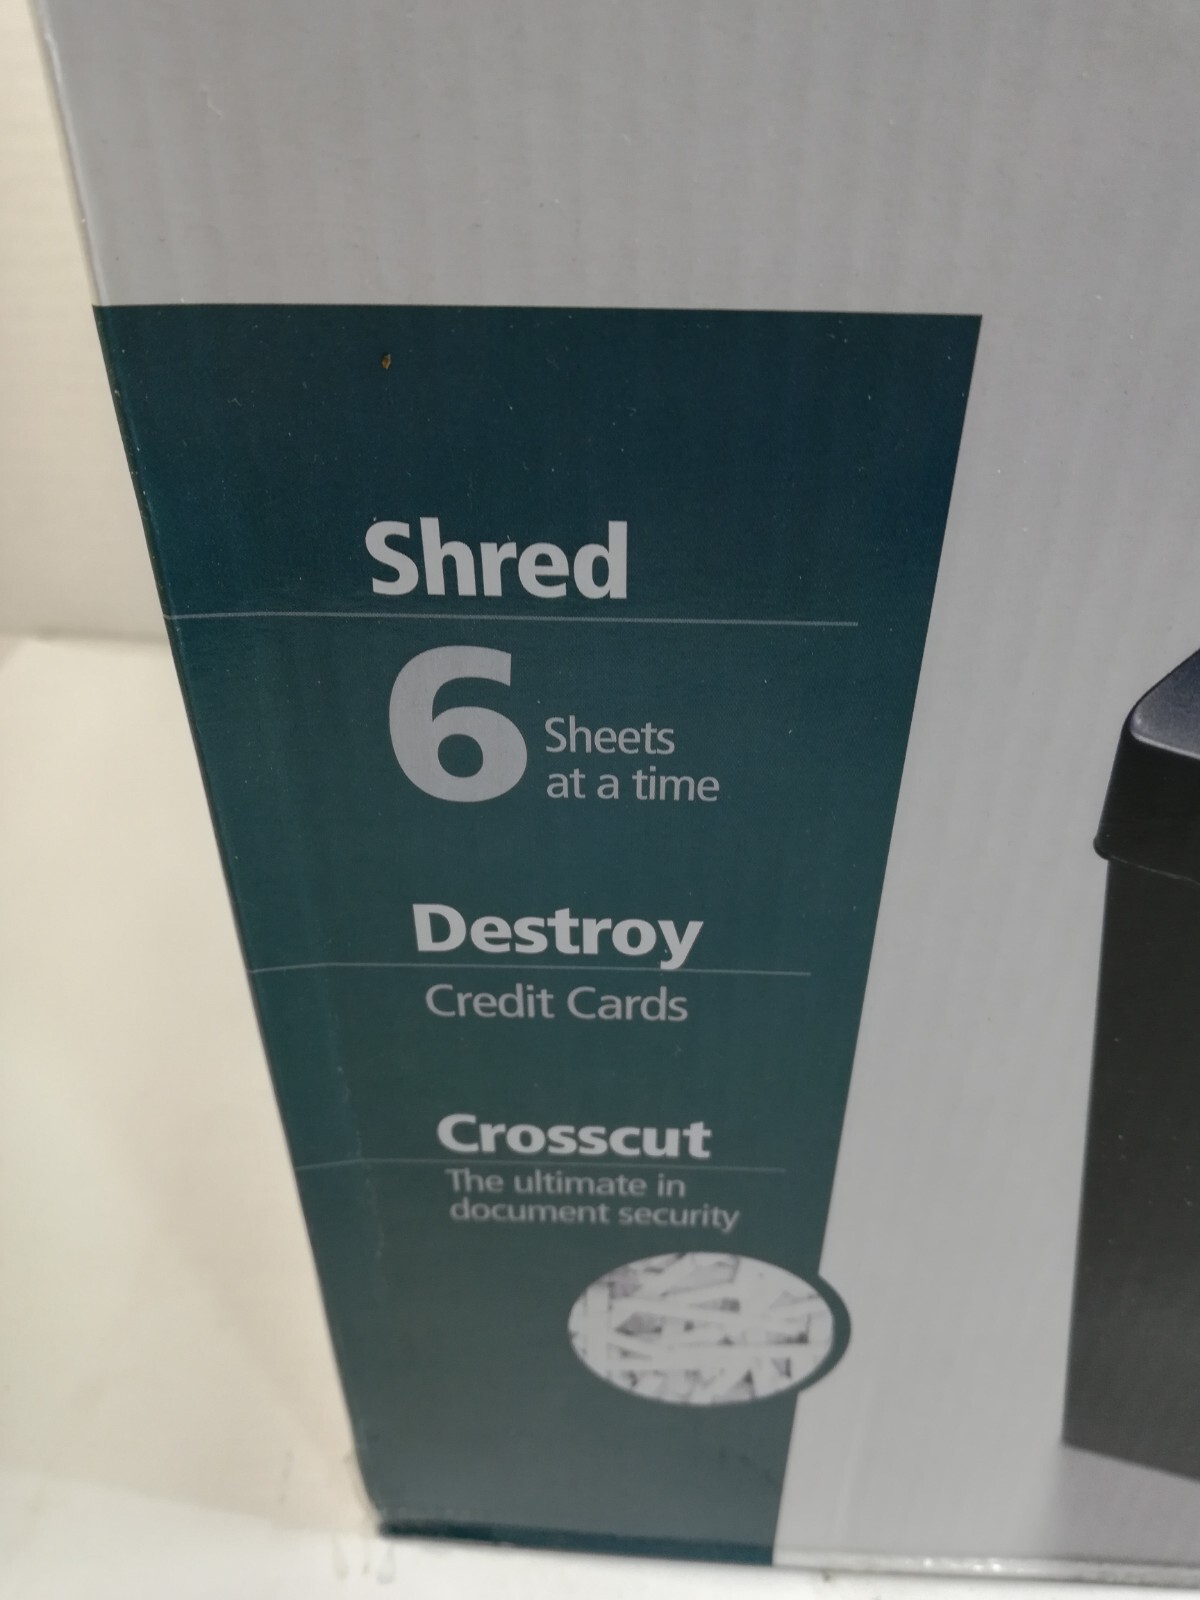 Shred
6 Sheets
at a time
Destroy
Credit Cards
Crosscut
The ultimate in
document security